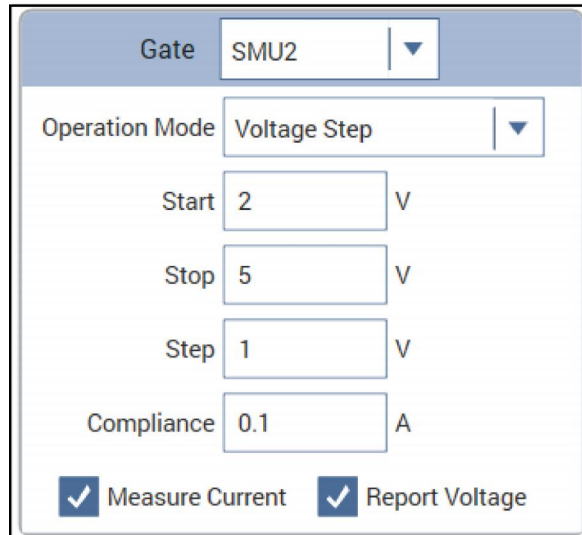 Gate SMU2
Operation Mode Voltage Step
Start 2 V
Stop 5 V
Step 1 V
Compliance 0.1 A
Measure Current Report Voltage